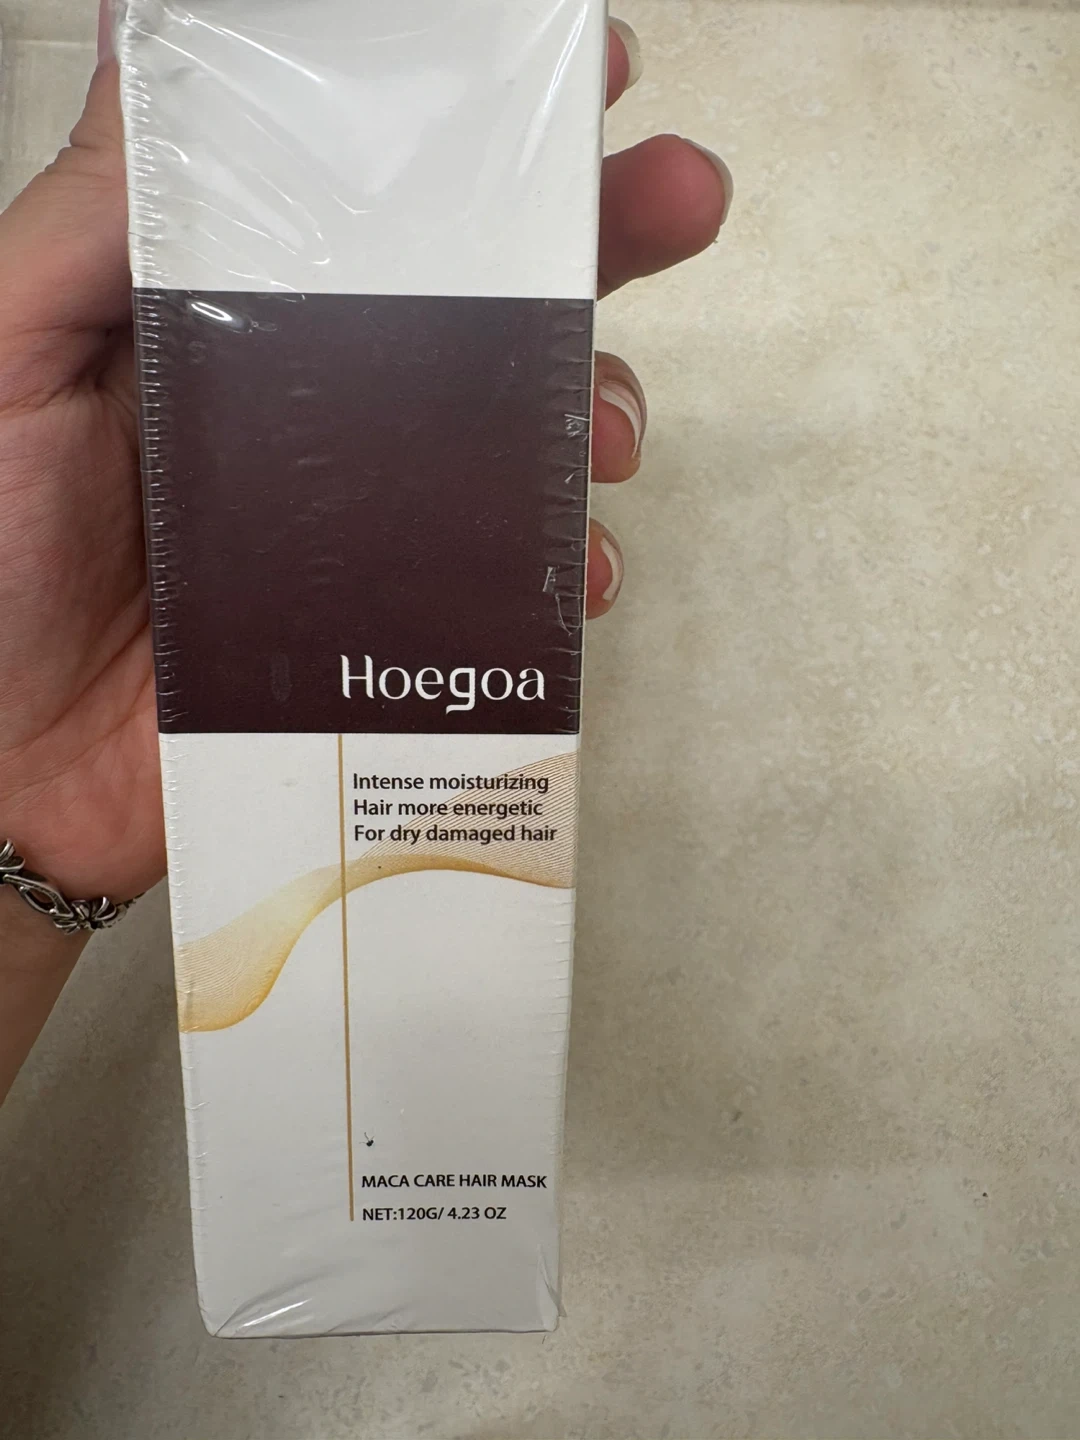 Hoegoa
Intense moisturizing
Hair more energetic
For dry damaged hair
MACA CARE HAIR MASK
NET:120G/ 4.23 OZ